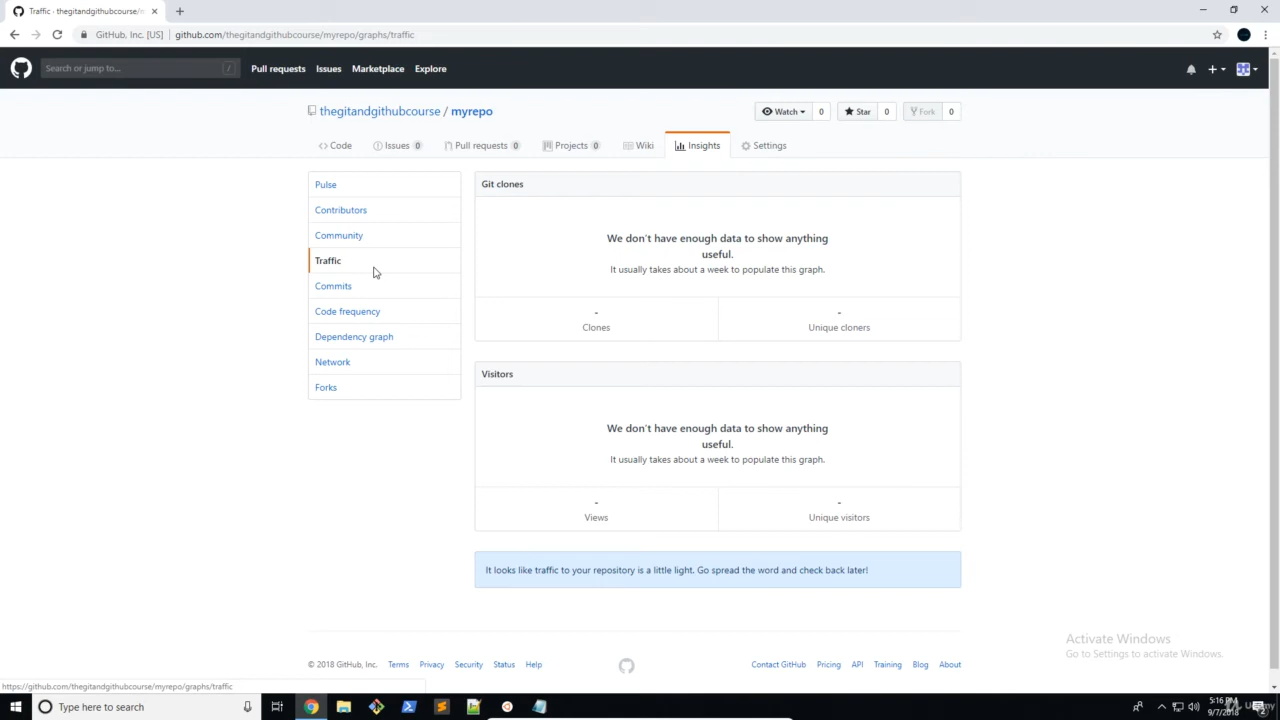 Traffic · thegitandgithubcourse/m
GitHub, Inc. [US] github.com/thegitandgithubcourse/myrepo/graphs/traffic
Search or jump to... / Pull requests Issues Marketplace Explore
thegitandgithubcourse / myrepo Watch 0 Star 0 Fork 0
Code Issues 0 Pull requests 0 Projects 0 Wiki Insights Settings
Pulse
Contributors
Community
Traffic
Commits
Code frequency
Dependency graph
Network
Forks
Git clones
We don't have enough data to show anything
useful.
It usually takes about a week to populate this graph.
- -
Clones Unique cloners
Visitors
We don't have enough data to show anything
useful.
It usually takes about a week to populate this graph.
- -
Views Unique visitors
It looks like traffic to your repository is a little light. Go spread the word and check back later!
Activate Windows
Go to Settings to activate Windows.
© 2018 GitHub, Inc. Terms Privacy Security Status Help Contact GitHub Pricing API Training Blog About
https://github.com/thegitandgithubcourse/myrepo/graphs/traffic
Type here to search
5:16 PM
9/7/2018